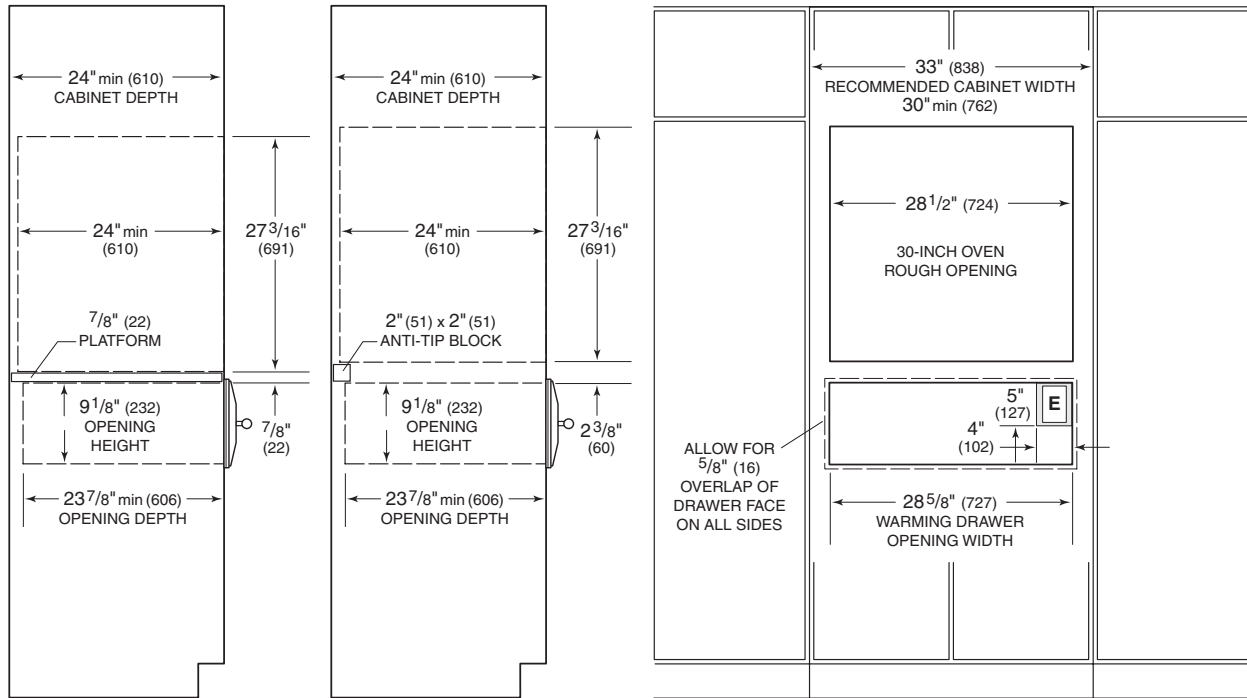 24" min (610)
CABINET DEPTH
24" min
(610)
27 3/16"
(691)
7/8" (22)
PLATFORM
9 1/8" (232)
OPENING
HEIGHT
7/8"
(22)
23 7/8" min (606)
OPENING DEPTH
24" min (610)
CABINET DEPTH
24" min
(610)
27 3/16"
(691)
2" (51) x 2" (51)
ANTI-TIP BLOCK
9 1/8" (232)
OPENING
HEIGHT
2 3/8"
(60)
23 7/8" min (606)
OPENING DEPTH
33" (838)
RECOMMENDED CABINET WIDTH
30" min (762)
28 1/2" (724)
30-INCH OVEN
ROUGH OPENING
5"
(127)
E
4"
(102)
ALLOW FOR
5/8" (16)
OVERLAP OF
DRAWER FACE
ON ALL SIDES
28 5/8" (727)
WARMING DRAWER
OPENING WIDTH